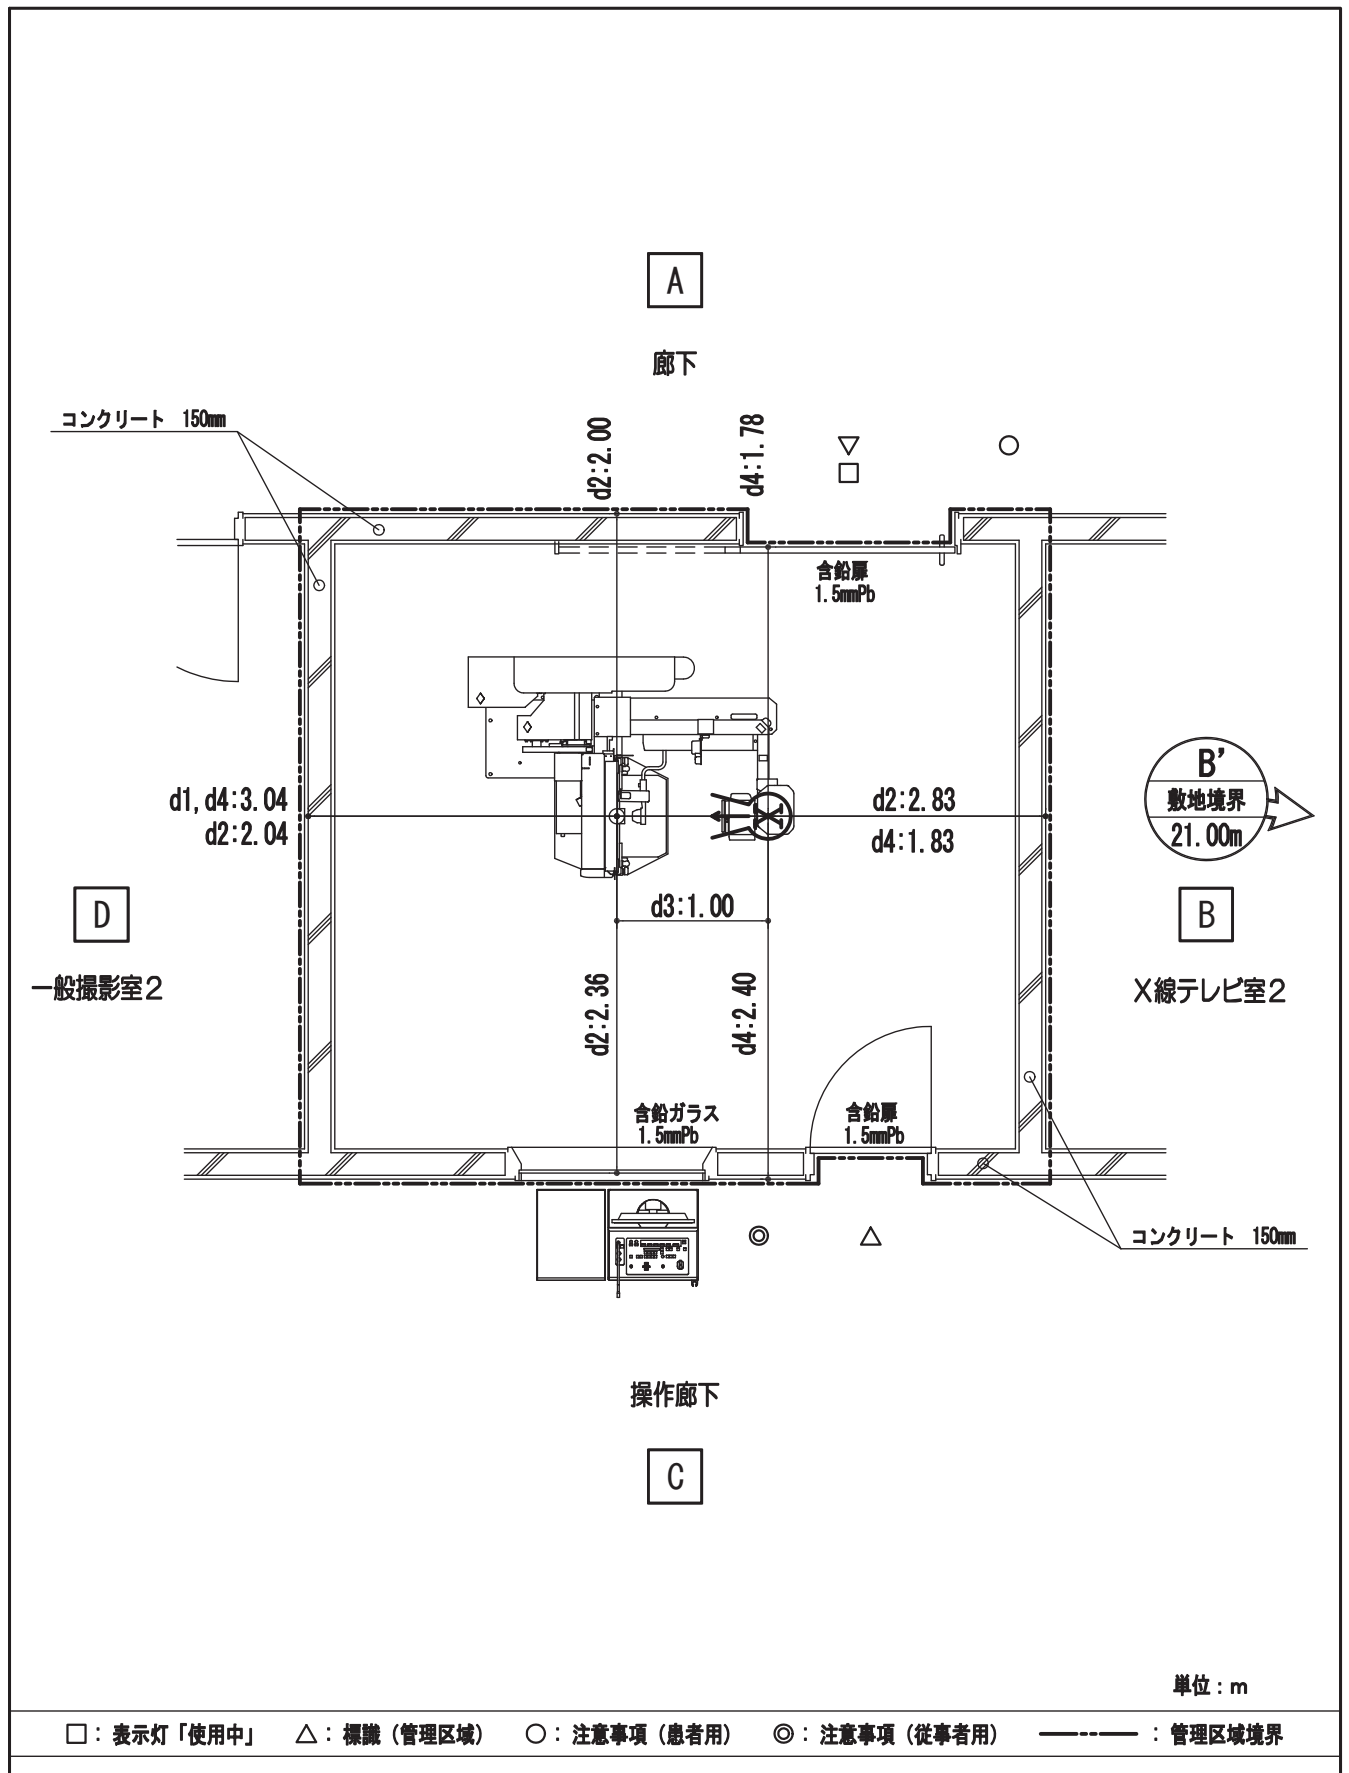 A
廊下
コンクリート 150mm
d2:2.00
d4:1.78
含鉛扉
1.5mmPb
B’
敷地境界
21.00m
d1,d4:3.04
d2:2.04
d2:2.83
d4:1.83
d3:1.00
D
一般撮影室2
B
X線テレビ室2
d2:2.36
d4:2.40
含鉛ガラス
1.5mmPb
含鉛扉
1.5mmPb
コンクリート 150mm
操作廊下
C
単位:m
□: 表示灯「使用中」 △: 標識(管理区域) ○: 注意事項(患者用) ◎: 注意事項(従事者用) : 管理区域境界